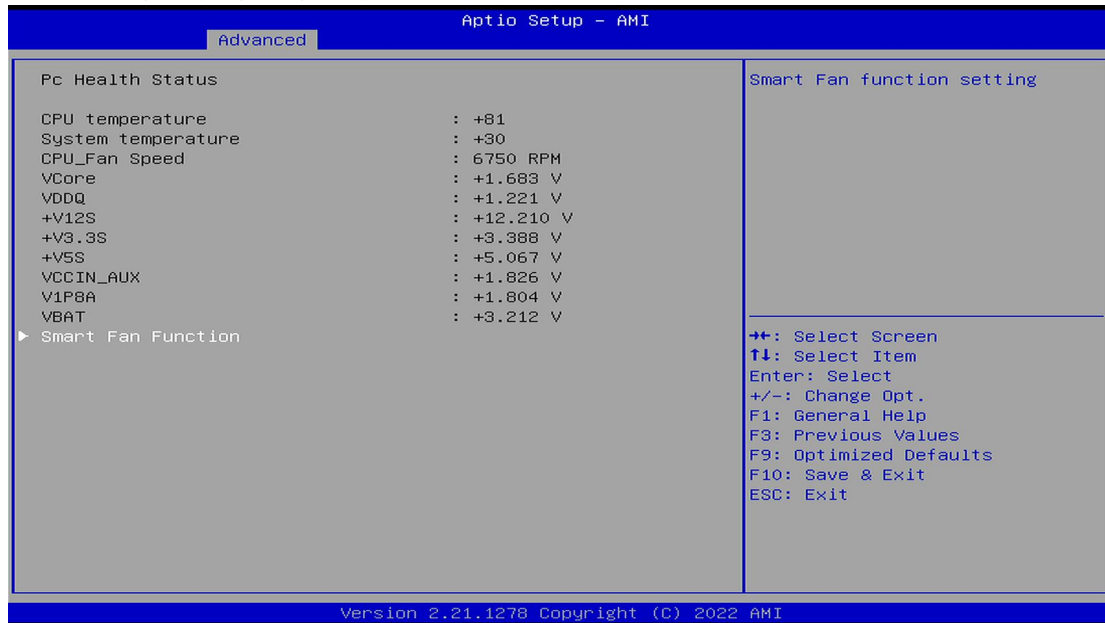 Aptio Setup - AMI
Advanced
Pc Health Status
CPU temperature : +81
System temperature : +30
CPU_Fan Speed : 6750 RPM
VCore : +1.683 V
VDDQ : +1.221 V
+V12S : +12.210 V
+V3.3S : +3.388 V
+V5S : +5.067 V
VCCIN_AUX : +1.826 V
V1P8A : +1.804 V
VBAT : +3.212 V
▶ Smart Fan Function
Smart Fan function setting
→←: Select Screen
↑↓: Select Item
Enter: Select
+/-: Change Opt.
F1: General Help
F3: Previous Values
F9: Optimized Defaults
F10: Save & Exit
ESC: Exit
Version 2.21.1278 Copyright (C) 2022 AMI